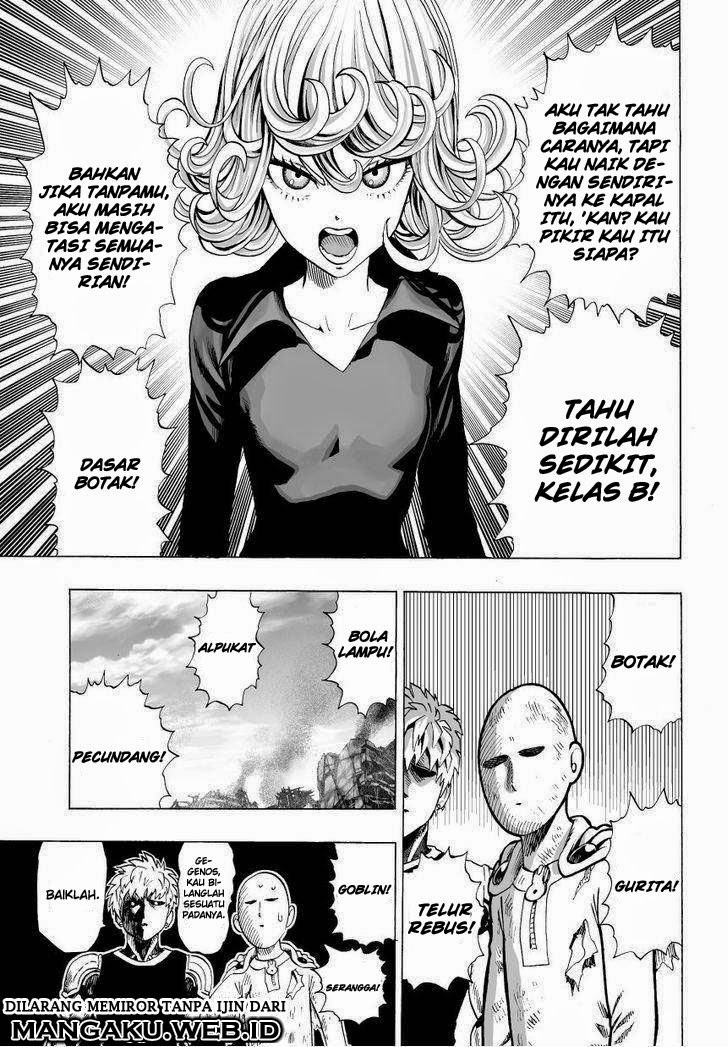 AKU TAK TAHU
BAGAIMANA
CARANYA, TAPI
KAU NAIK DE-
NGAN SENDIRI-
NYA KE KAPAL
ITU, 'KAN? KAU
PIKIR KAU ITU
SIAPA?
BAHKAN
JIKA TANPAMU,
AKU MASIH
BISA MENGA-
TASI SEMUA-
NYA SENDI-
RIAN!
TAHU
DIRILAH
SEDIKIT,
KELAS B!
DASAR
BOTAK!
BOTAK!
GURITA!
TELUR
REBUS!
BOLA
LAMPU!
ALPUKAT
PECUNDANG!
GOBLIN!
SERANGGA!
GE-
GENOS,
KAU BI-
LANGLAH
SESUATU
PADANYA.
BAIKLAH.
DILARANG MEMIROR TANPA IJIN DARI
MANGAKU.WEB.ID